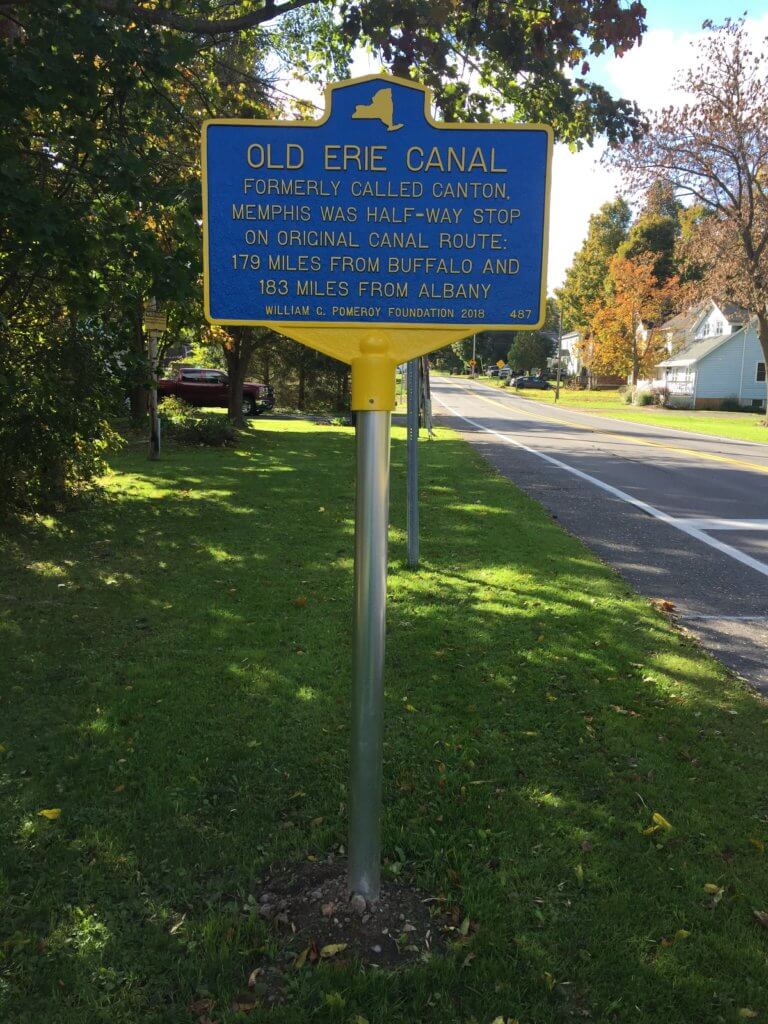 OLD ERIE CANAL
FORMERLY CALLED CANTON,
MEMPHIS WAS HALF-WAY STOP
ON ORIGINAL CANAL ROUTE:
179 MILES FROM BUFFALO AND
183 MILES FROM ALBANY
WILLIAM G. POMEROY FOUNDATION 2018 487